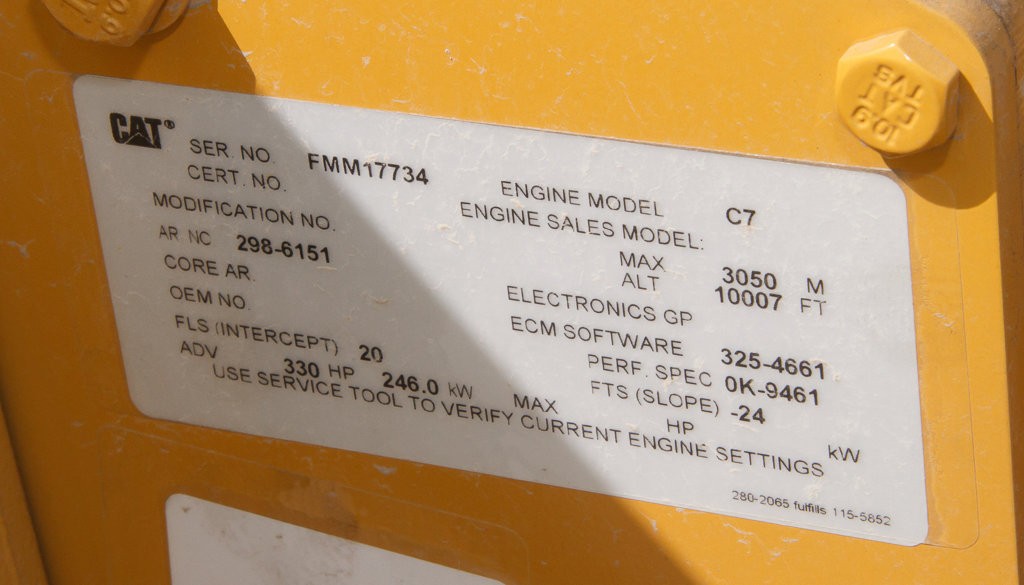 CAT®
SER. NO. FMM17734
CERT. NO.
MODIFICATION NO.
AR NC 298-6151
CORE AR.
OEM NO.
FLS (INTERCEPT) 20
ADV 330 HP 246.0 kW
ENGINE MODEL C7
ENGINE SALES MODEL:
MAX 3050 M
ALT 10007 FT
ELECTRONICS GP
ECM SOFTWARE 325-4661
PERF. SPEC 0K-9461
FTS (SLOPE) -24
MAX HP kW
USE SERVICE TOOL TO VERIFY CURRENT ENGINE SETTINGS
280-2065 fulfills 115-5852
10.9
CAT